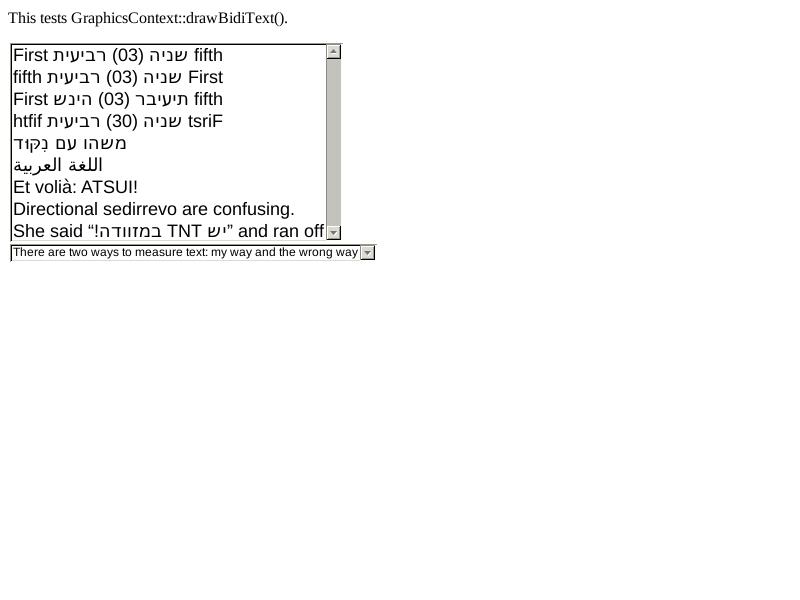 First שניה (03) רביעית fifth
fifth שניה (03) רביעית First
First תיעיבר (03) הינש fifth
htfif שניה (30) רביעית tsriF
משהו עם נִקּוּד
اللغة العربية
Et volià: ATSUI!
Directional sedirrevo are confusing.
She said “יש TNT במזוודה!” and ran off
There are two ways to measure text: my way and the wrong way
This tests GraphicsContext::drawBidiText().